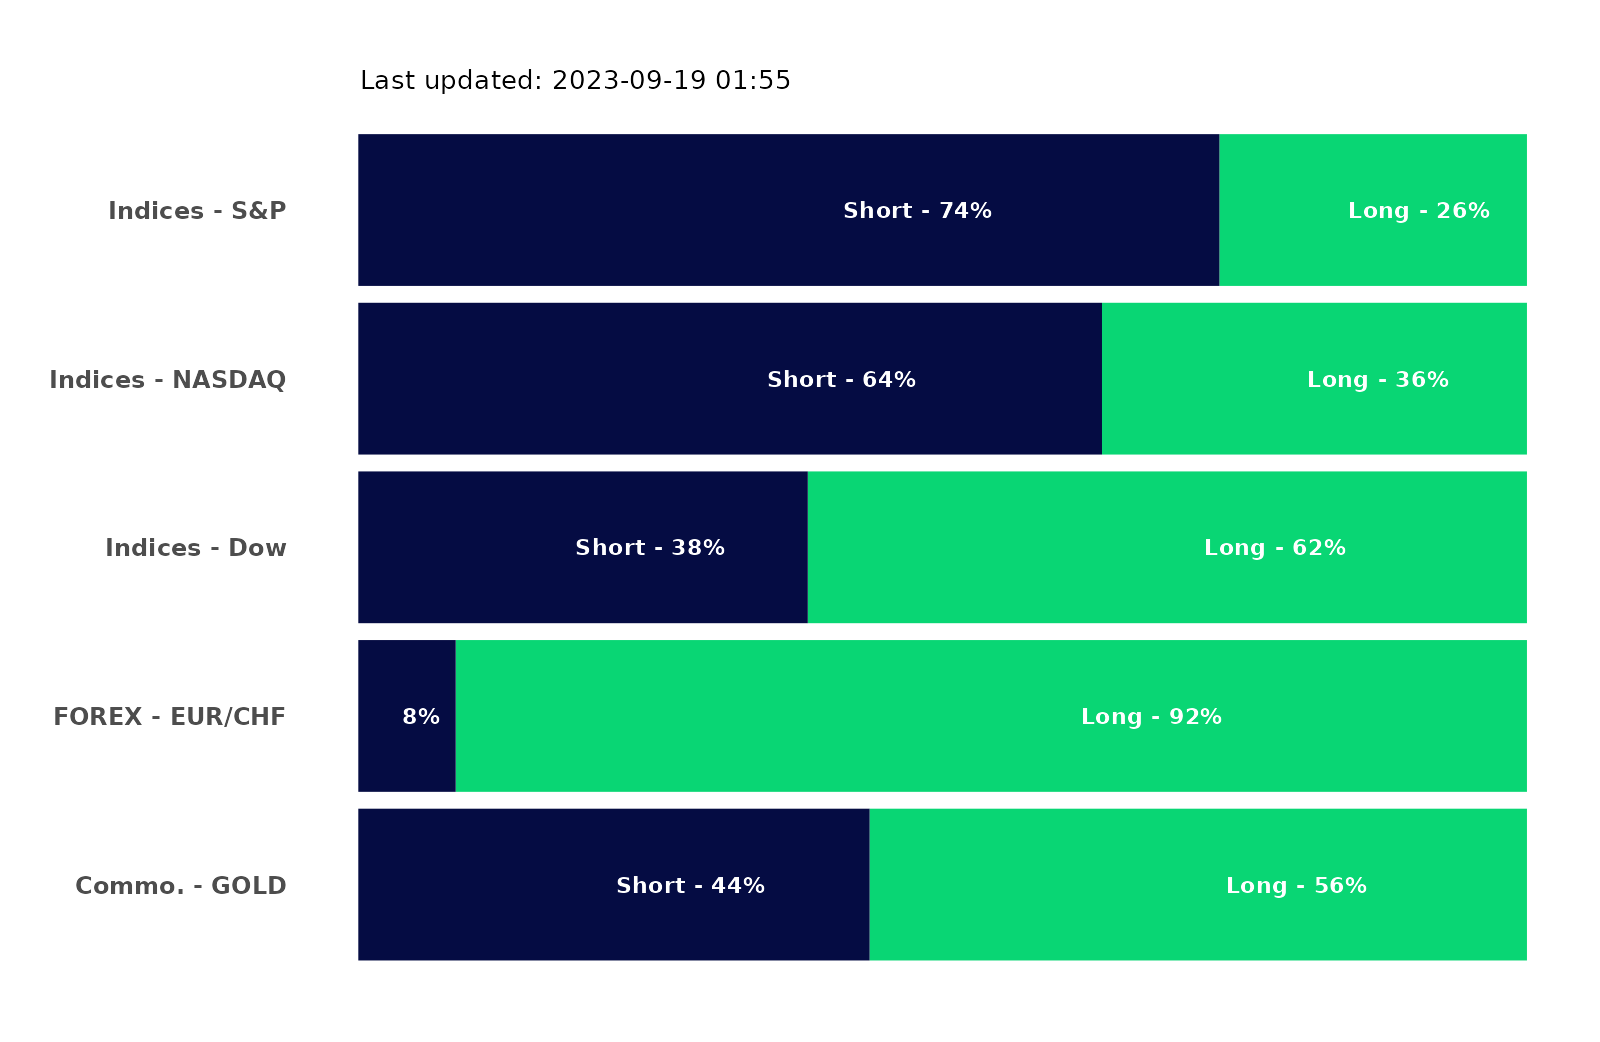 Last updated: 2023-09-19 01:55
Indices - S&P Short - 74% Long - 26%
Indices - NASDAQ Short - 64% Long - 36%
Indices - Dow Short - 38% Long - 62%
FOREX - EUR/CHF 8% Long - 92%
Commo. - GOLD Short - 44% Long - 56%